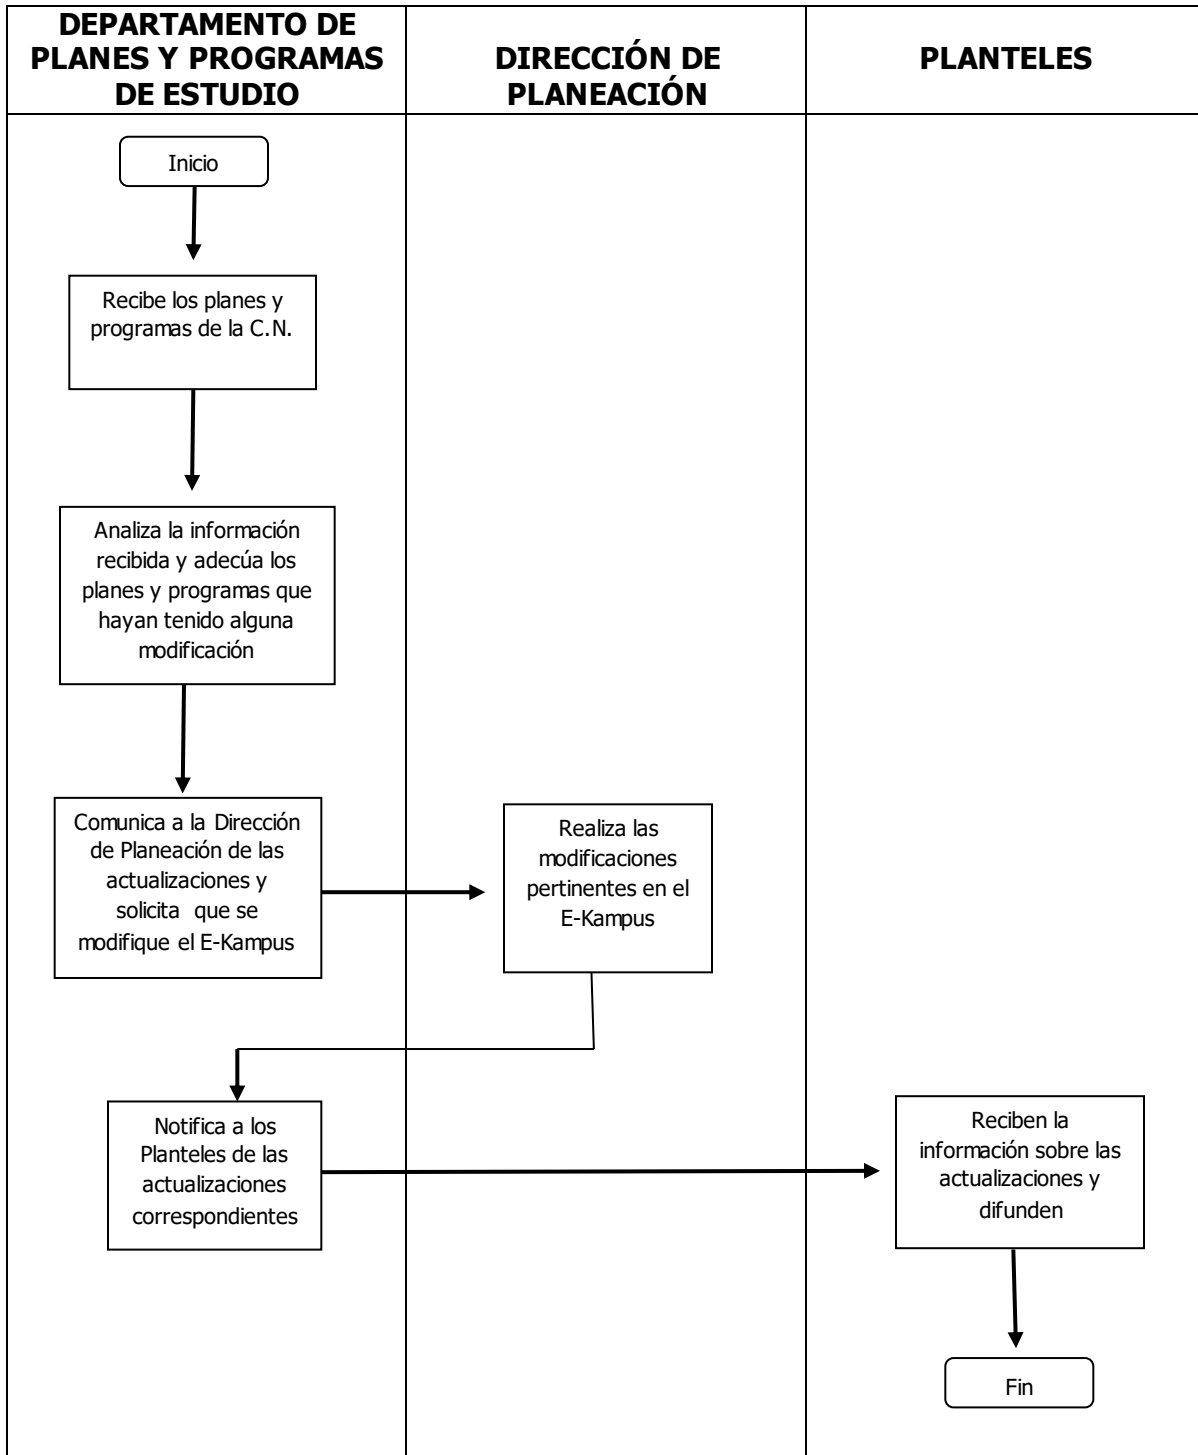 DEPARTAMENTO DE
PLANES Y PROGRAMAS
DE ESTUDIO
DIRECCIÓN DE
PLANEACIÓN
PLANTELES
Inicio
Recibe los planes y
programas de la C.N.
Analiza la información
recibida y adecúa los
planes y programas que
hayan tenido alguna
modificación
Comunica a la Dirección
de Planeación de las
actualizaciones y
solicita que se
modifique el E-Kampus
Realiza las
modificaciones
pertinentes en el
E-Kampus
Notifica a los
Planteles de las
actualizaciones
correspondientes
Reciben la
información sobre las
actualizaciones y
difunden
Fin